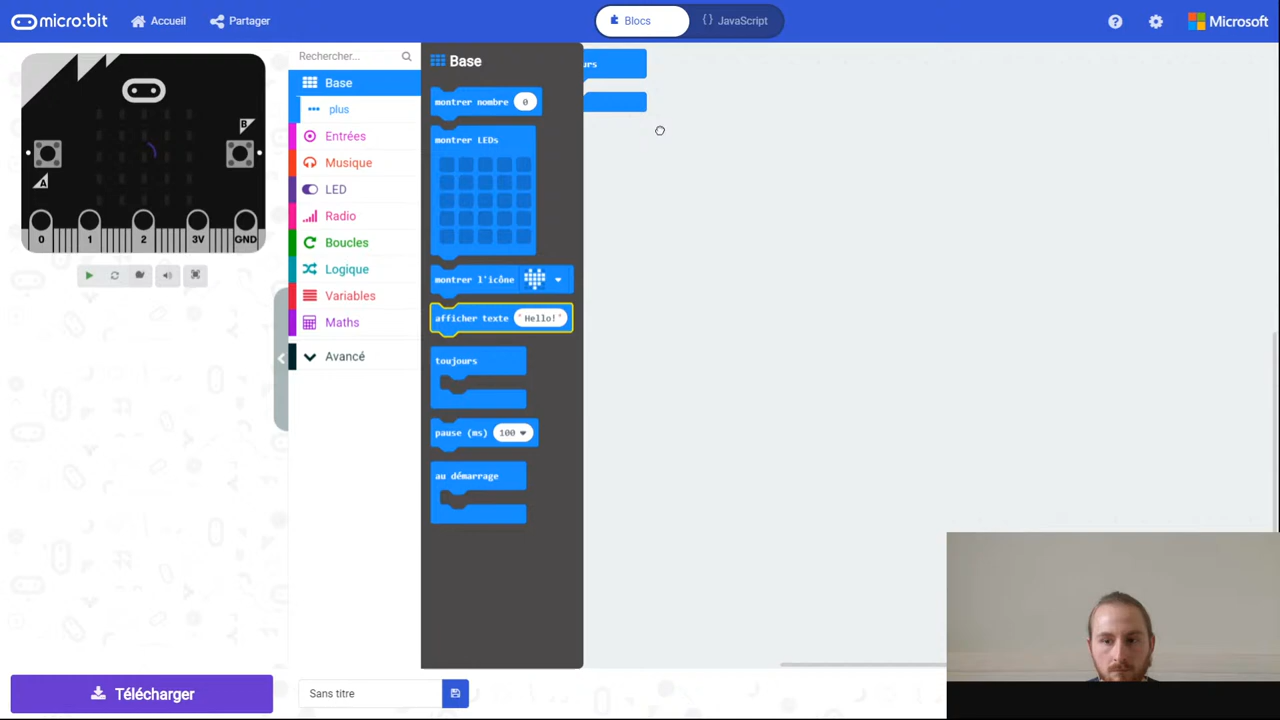 micro:bit
Accueil
Partager
Blocs
{} JavaScript
?
Microsoft
Rechercher...
Base
plus
Entrées
Musique
LED
Radio
Boucles
Logique
Variables
Maths
Avancé
Base
montrer nombre 0
montrer LEDs
montrer l'icône
afficher texte "Hello!"
toujours
pause (ms) 100
au démarrage
B
A
0 1 2 3V GND
Télécharger
Sans titre